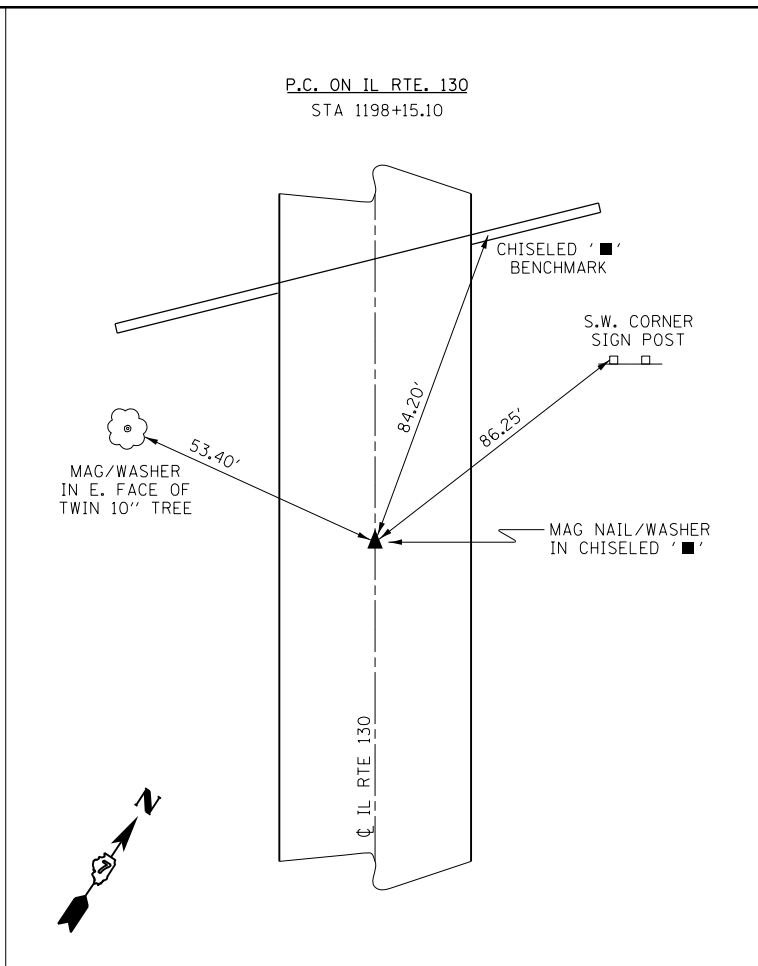 P.C. ON IL RTE. 130
STA 1198+15.10
CHISELED '■'
BENCHMARK
S.W. CORNER
SIGN POST
84.20'
86.25'
53.40'
MAG/WASHER
IN E. FACE OF
TWIN 10'' TREE
MAG NAIL/WASHER
IN CHISELED '■'
℄ IL RTE 130
N
7